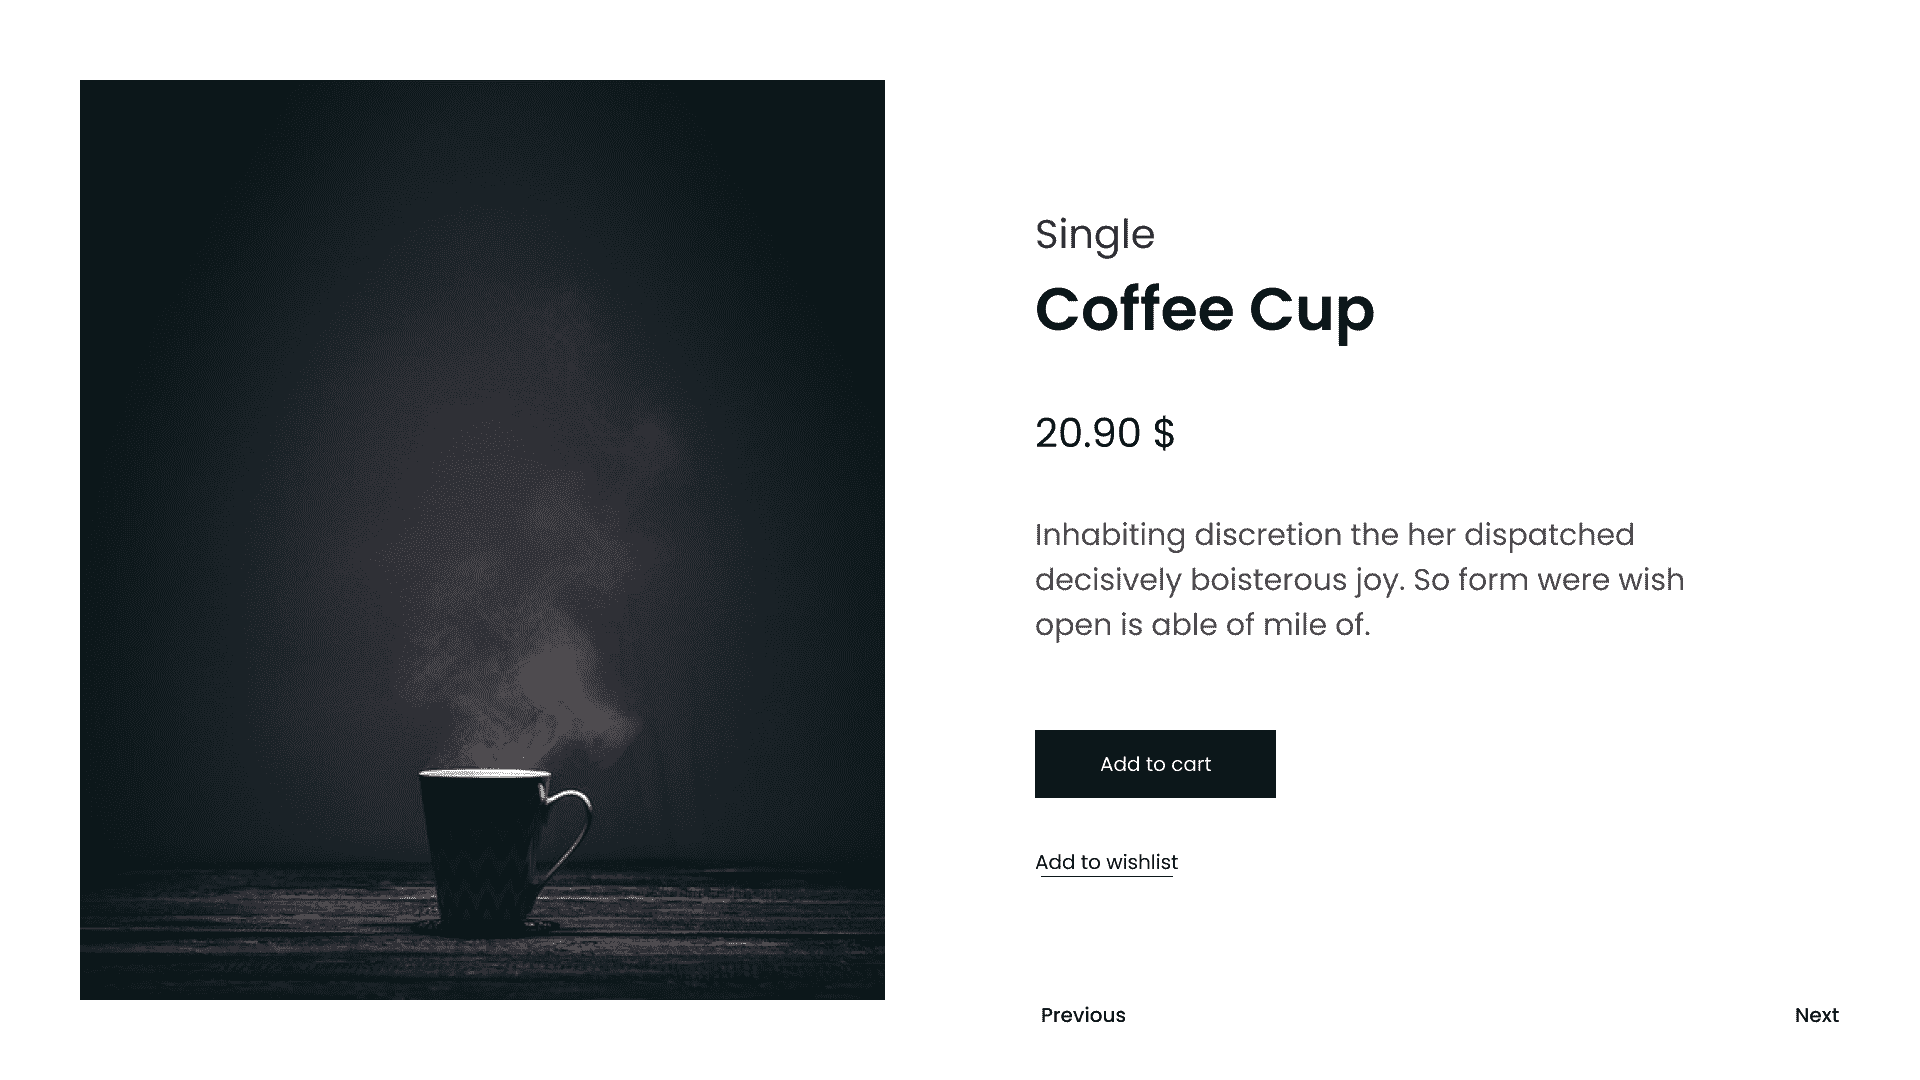 Single
Coffee Cup
20.90 $
Inhabiting discretion the her dispatched
decisively boisterous joy. So form were wish
open is able of mile of.
Add to cart
Add to wishlist
Previous
Next